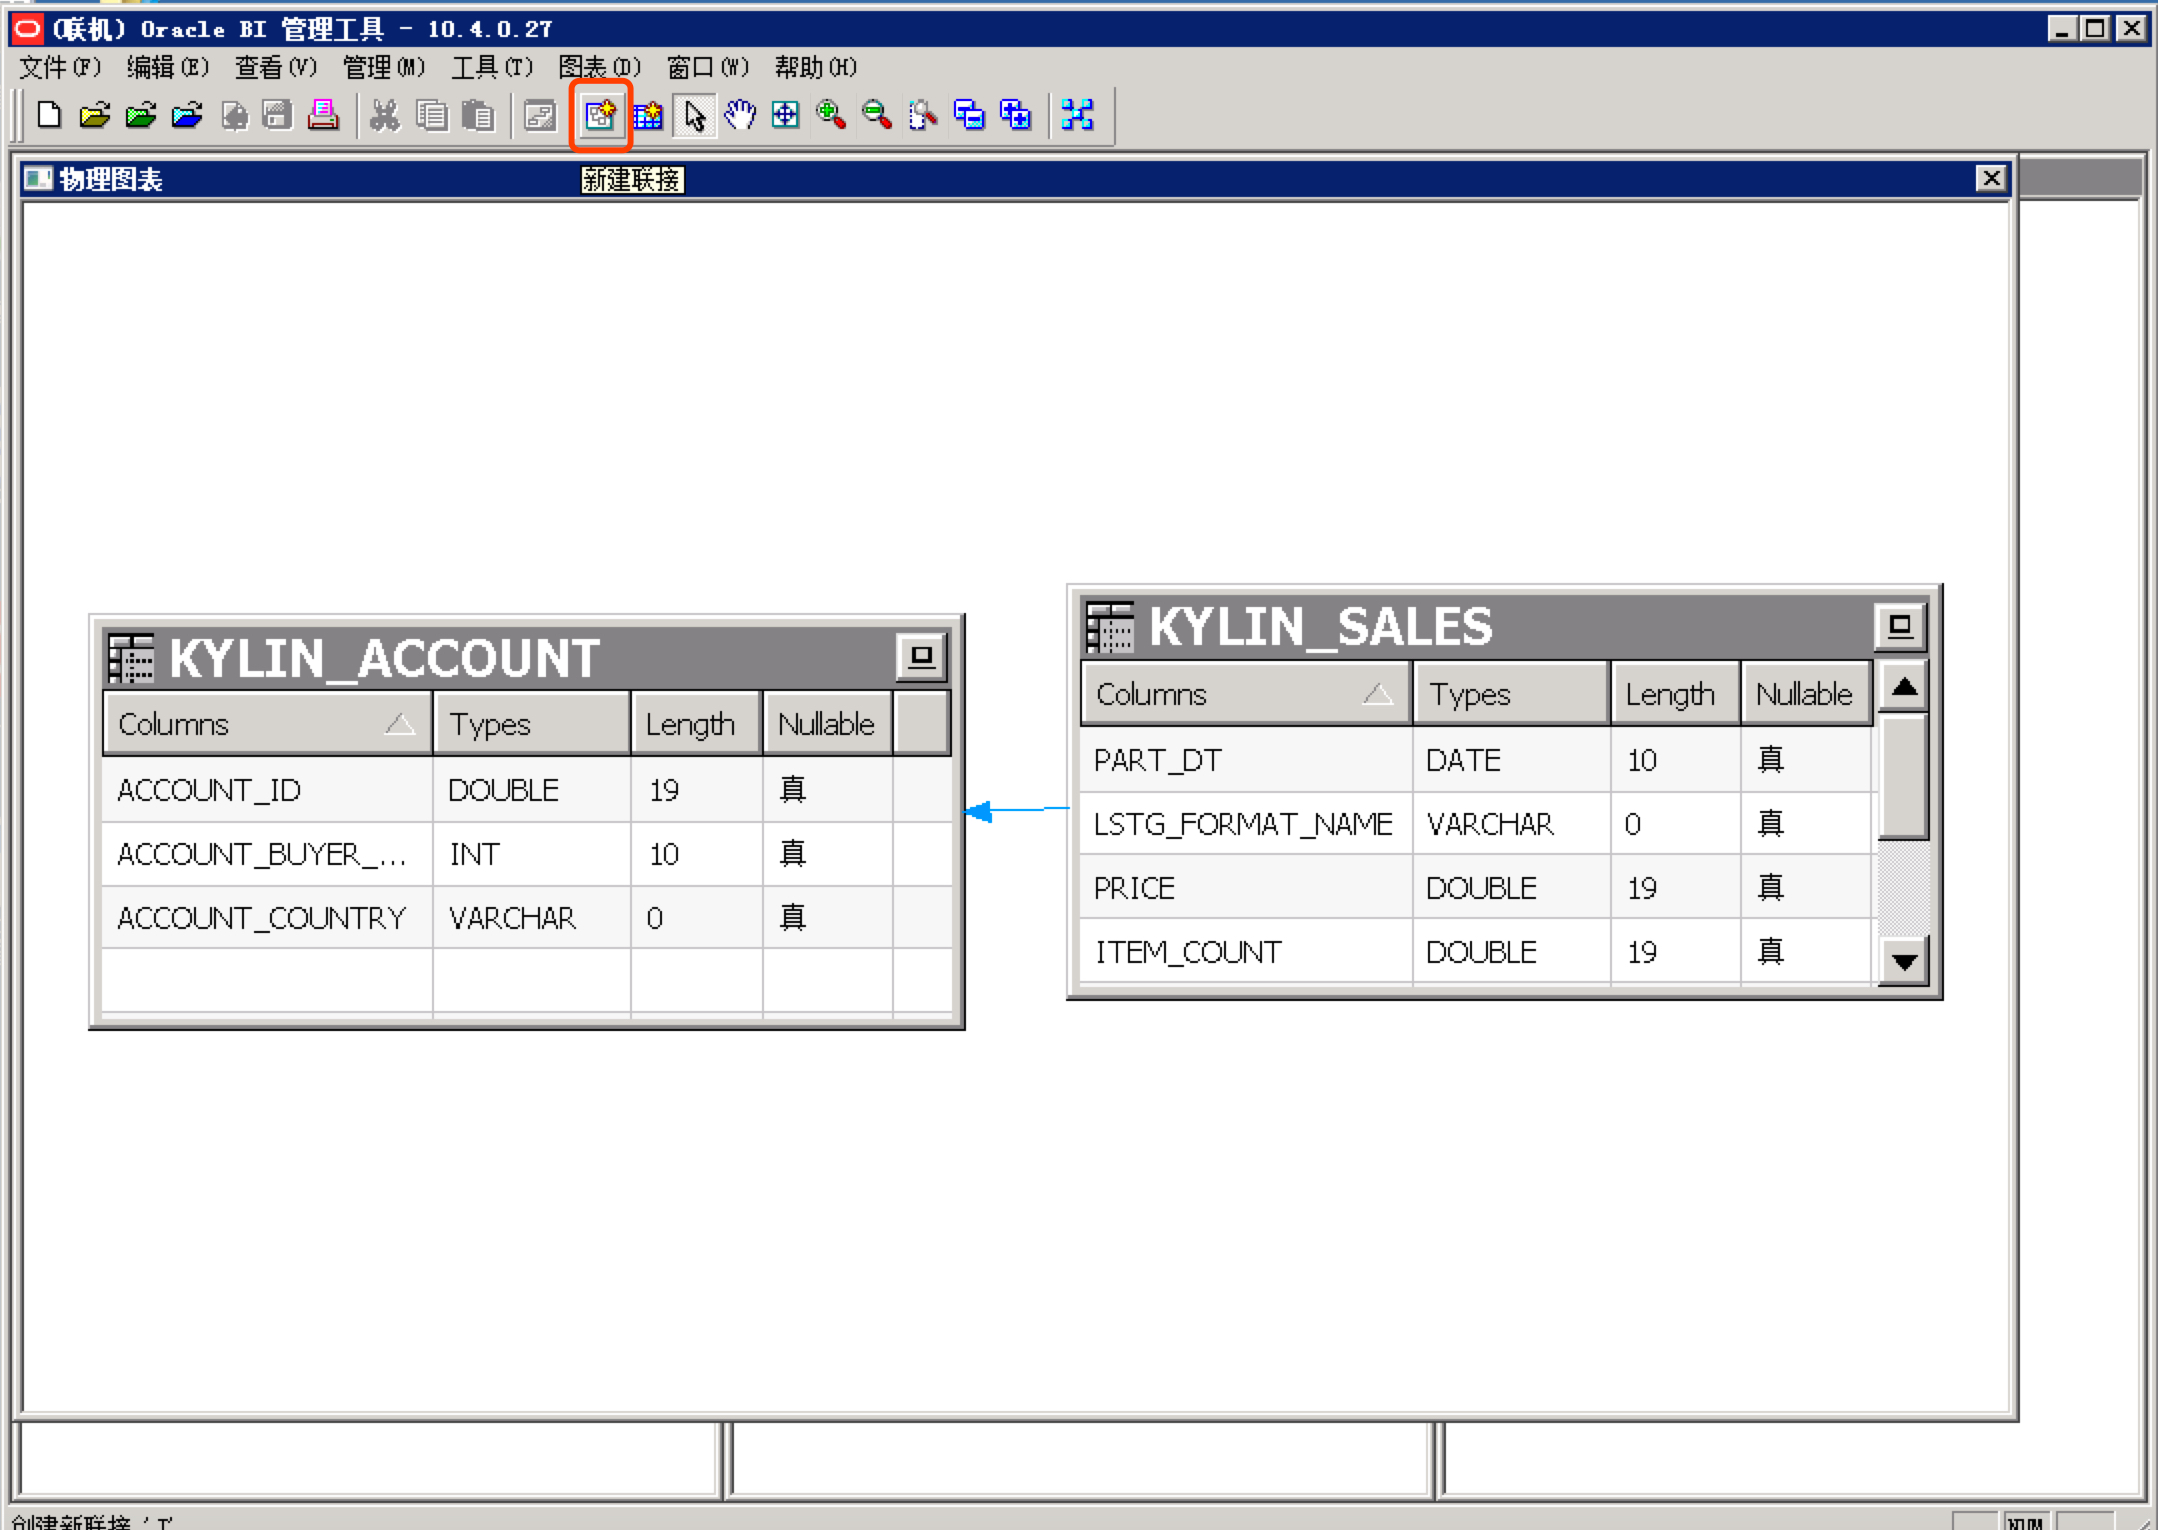 (联机) Oracle BI 管理工具 - 10.4.0.27
文件(F) 编辑(E) 查看(V) 管理(M) 工具(T) 图表(D) 窗口(W) 帮助(H)
物理图表
新建联接
KYLIN_ACCOUNT
Columns Types Length Nullable
ACCOUNT_ID DOUBLE 19 真
ACCOUNT_BUYER_... INT 10 真
ACCOUNT_COUNTRY VARCHAR 0 真
KYLIN_SALES
Columns Types Length Nullable
PART_DT DATE 10 真
LSTG_FORMAT_NAME VARCHAR 0 真
PRICE DOUBLE 19 真
ITEM_COUNT DOUBLE 19 真
创建新联接 'J'
NUM